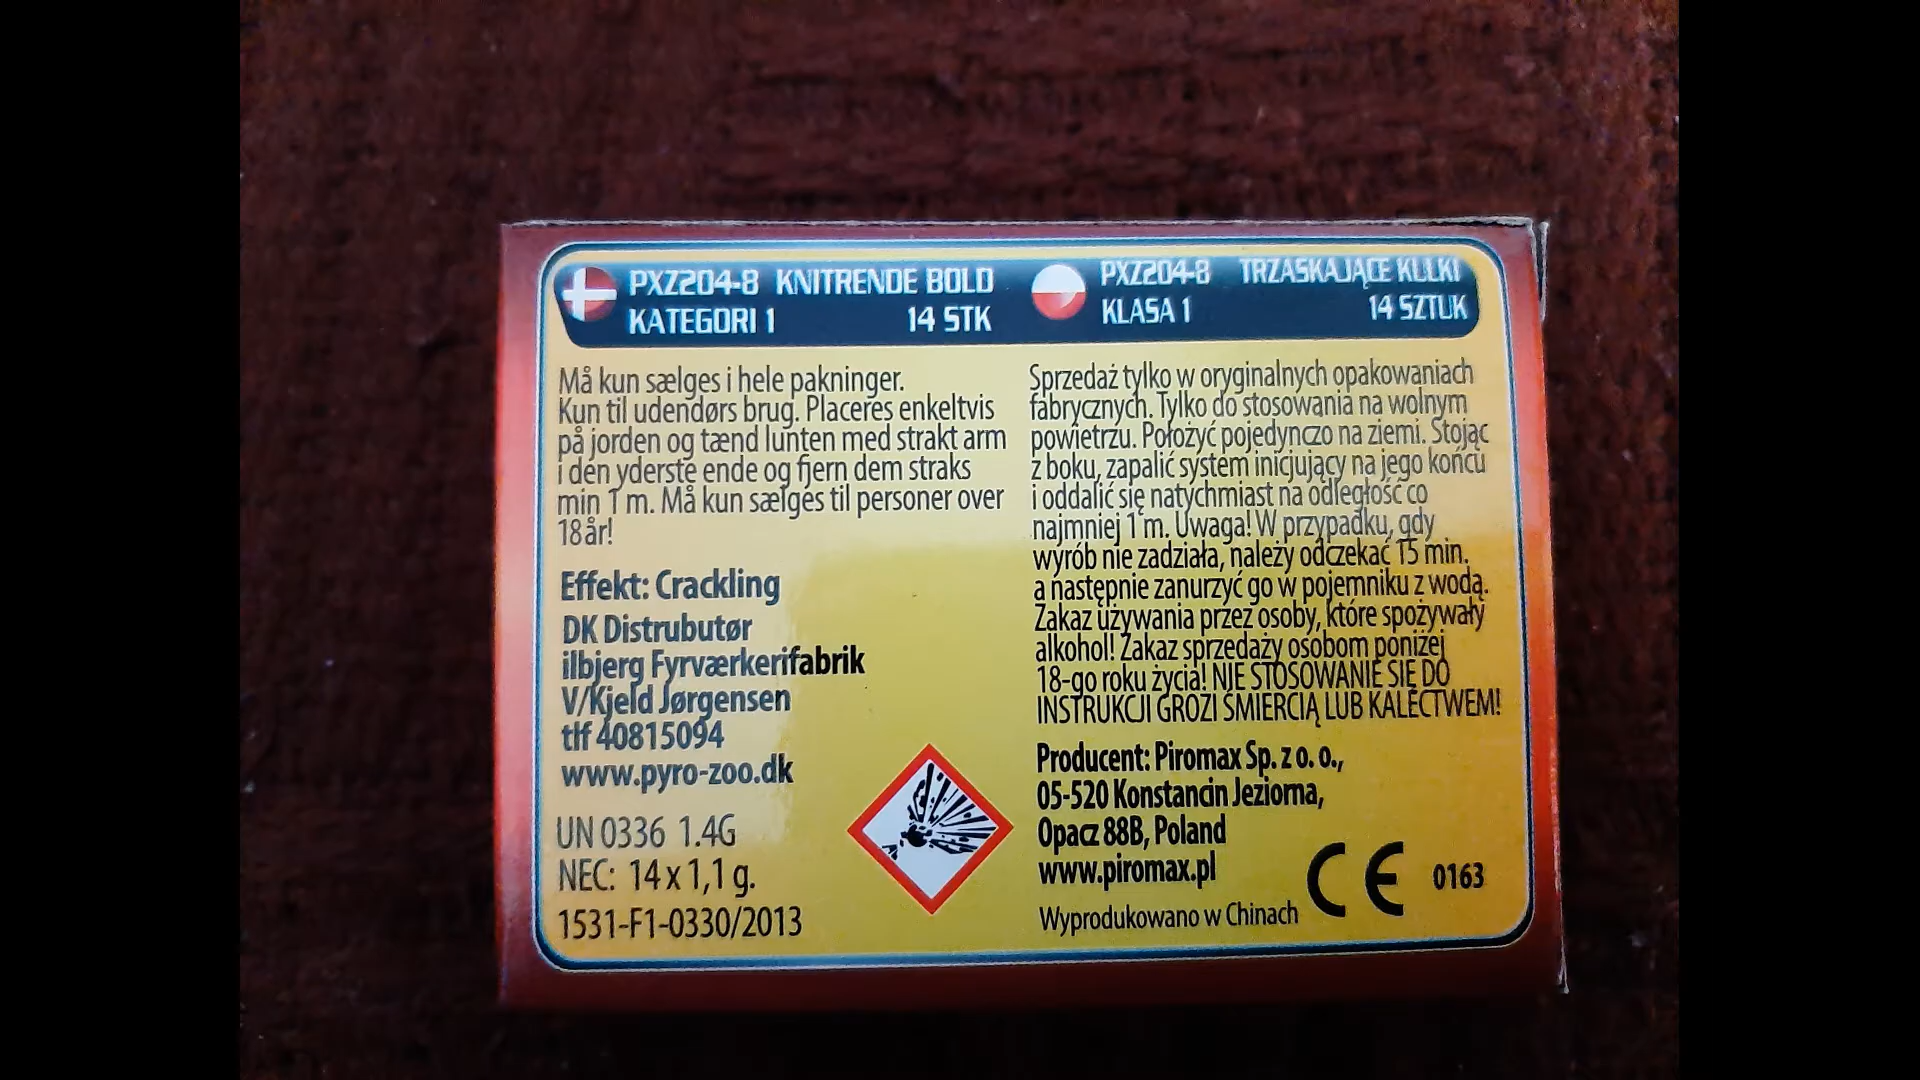 PXZ204-8 KNITRENDE BOLD
KATEGORI 1 14 STK
Må kun sælges i hele pakninger.
Kun til udendørs brug. Placeres enkeltvis
på jorden og tænd lunten med strakt arm
i den yderste ende og fjern dem straks
min 1 m. Må kun sælges til personer over
18 år!
Effekt: Crackling
DK Distrubutør
ilbjerg Fyrværkerifabrik
V/Kjeld Jørgensen
tlf 40815094
www.pyro-zoo.dk
UN 0336 1.4G
NEC: 14 x 1,1 g.
1531-F1-0330/2013
PXZ204-8 TRZASKAJĄCE KULKI
KLASA 1 14 SZTUK
Sprzedaż tylko w oryginalnych opakowaniach
fabrycznych. Tylko do stosowania na wolnym
powietrzu. Położyć pojedynczo na ziemi. Stojąc
z boku, zapalić system inicjujący na jego końcu
i oddalić się natychmiast na odległość co
najmniej 1 m. Uwaga! W przypadku, gdy
wyrób nie zadziała, należy odczekać 15 min.
a następnie zanurzyć go w pojemniku z wodą.
Zakaz używania przez osoby, które spożywały
alkohol! Zakaz sprzedaży osobom poniżej
18-go roku życia! NIE STOSOWANIE SIĘ DO
INSTRUKCJI GROZI ŚMIERCIĄ LUB KALECTWEM!
Producent: Piromax Sp. z o. o.,
05-520 Konstancin Jeziorna,
Opacz 88B, Poland
www.piromax.pl
Wyprodukowano w Chinach
CE 0163